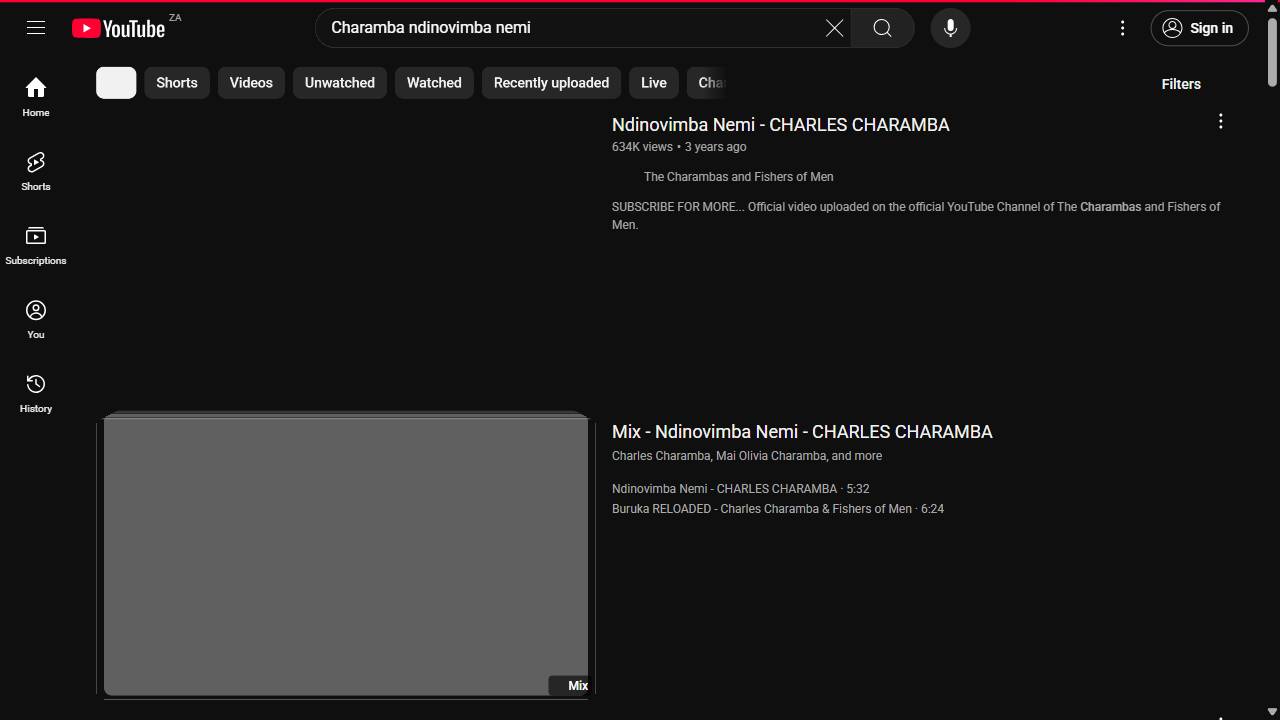 YouTube ZA
Charamba ndinovimba nemi
Sign in
Shorts
Videos
Unwatched
Watched
Recently uploaded
Live
Filters
Home
Shorts
Subscriptions
You
History
Ndinovimba Nemi - CHARLES CHARAMBA
634K views • 3 years ago
The Charambas and Fishers of Men
SUBSCRIBE FOR MORE... Official video uploaded on the official YouTube Channel of The Charambas and Fishers of
Men.
Mix - Ndinovimba Nemi - CHARLES CHARAMBA
Charles Charamba, Mai Olivia Charamba, and more
Ndinovimba Nemi - CHARLES CHARAMBA · 5:32
Buruka RELOADED - Charles Charamba & Fishers of Men · 6:24
Mix